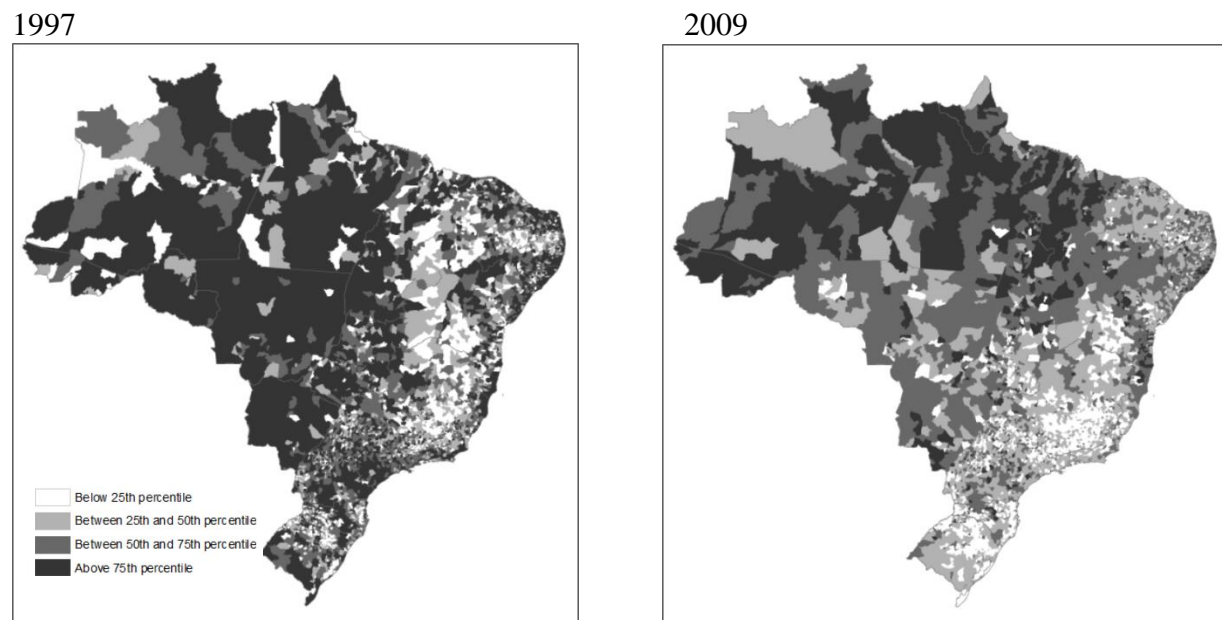 1997
2009
Below 25th percentile
Between 25th and 50th percentile
Between 50th and 75th percentile
Above 75th percentile